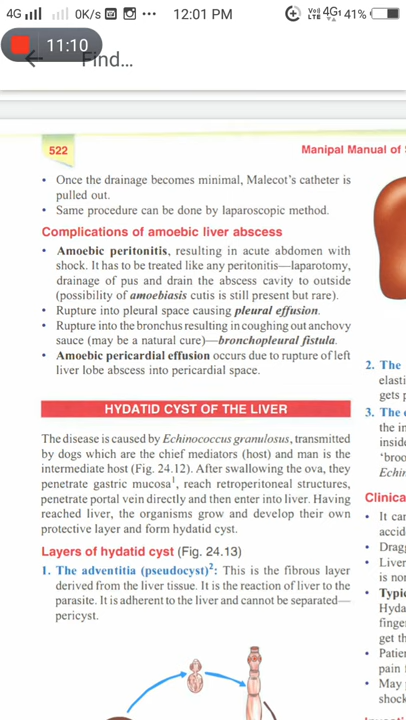 4G 0K/s 12:01 PM 4G 41%
11:10
Find...
522
Manipal Manual of
• Once the drainage becomes minimal, Malecot's catheter is
pulled out.
• Same procedure can be done by laparoscopic method.
Complications of amoebic liver abscess
• Amoebic peritonitis, resulting in acute abdomen with
shock. It has to be treated like any peritonitis—laparotomy,
drainage of pus and drain the abscess cavity to outside
(possibility of amoebiasis cutis is still present but rare).
• Rupture into pleural space causing pleural effusion.
• Rupture into the bronchus resulting in coughing out anchovy
sauce (may be a natural cure)—bronchopleural fistula.
• Amoebic pericardial effusion occurs due to rupture of left
liver lobe abscess into pericardial space.
HYDATID CYST OF THE LIVER
The disease is caused by Echinococcus granulosus, transmitted
by dogs which are the chief mediators (host) and man is the
intermediate host (Fig. 24.12). After swallowing the ova, they
penetrate gastric mucosa¹, reach retroperitoneal structures,
penetrate portal vein directly and then enter into liver. Having
reached liver, the organisms grow and develop their own
protective layer and form hydatid cyst.
Layers of hydatid cyst (Fig. 24.13)
1. The adventitia (pseudocyst)²: This is the fibrous layer
derived from the liver tissue. It is the reaction of liver to the
parasite. It is adherent to the liver and cannot be separated—
pericyst.
2. The
elasti
gets p
3. The
the in
inside
'broo
Echin
Clinica
• It car
accid
• Drag
• Liver
is nor
• Typic
Hyda
finge
get th
• Patie
pain
• May
shock